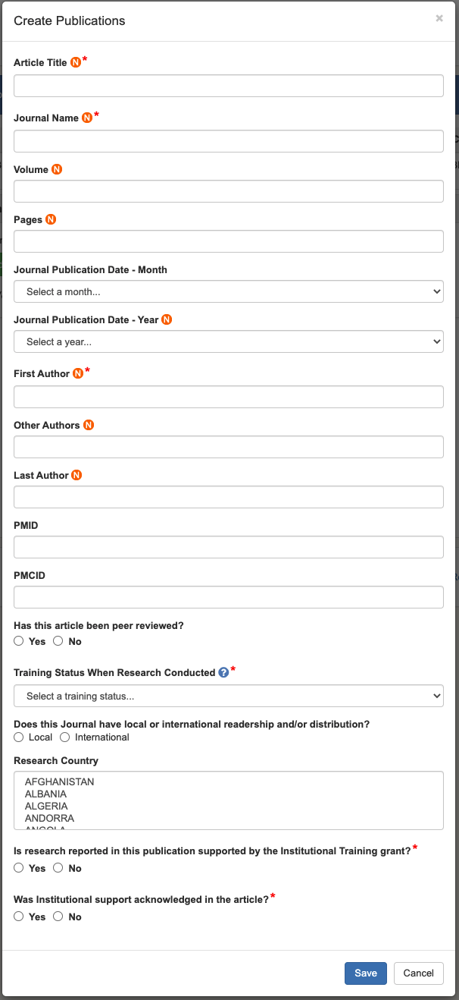 Create Publications ×
Article Title N *
Journal Name N *
Volume N
Pages N
Journal Publication Date - Month
Select a month...
Journal Publication Date - Year N
Select a year...
First Author N *
Other Authors N
Last Author N
PMID
PMCID
Has this article been peer reviewed?
Yes No
Training Status When Research Conducted ? *
Select a training status...
Does this Journal have local or international readership and/or distribution?
Local International
Research Country
AFGHANISTAN
ALBANIA
ALGERIA
ANDORRA
ANGOLA
Is research reported in this publication supported by the Institutional Training grant? *
Yes No
Was Institutional support acknowledged in the article? *
Yes No
Save Cancel